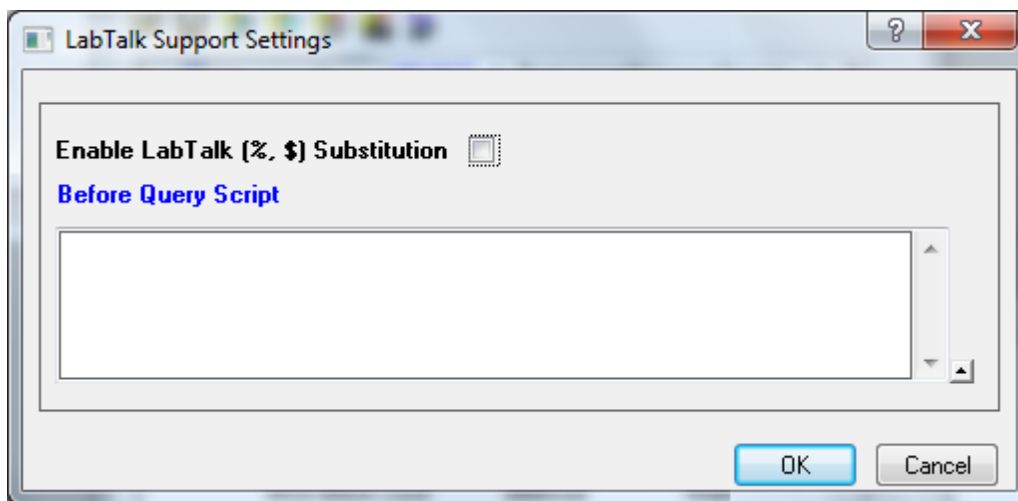 LabTalk Support Settings
Enable LabTalk (%, $) Substitution
Before Query Script
OK
Cancel